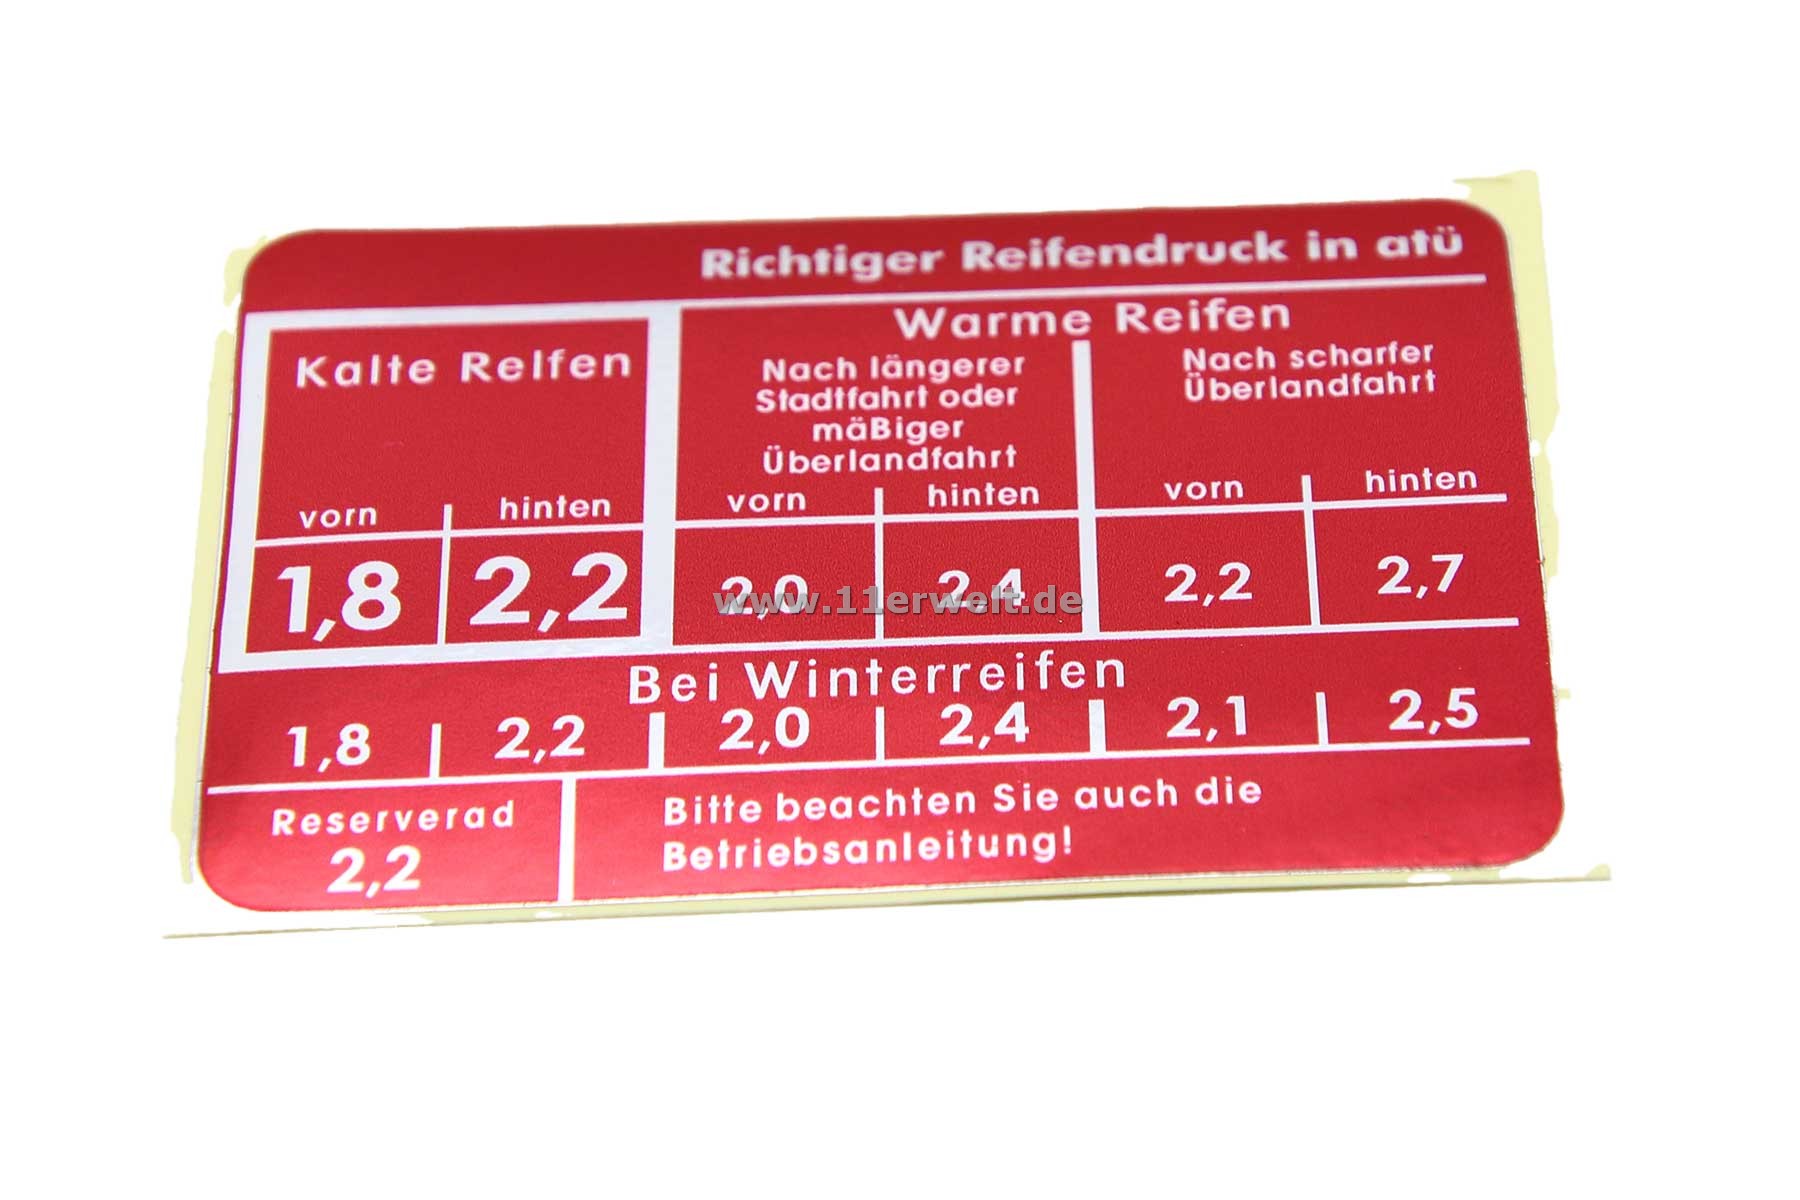 Richtiger Reifendruck in atü
Warme Reifen
Kalte Reifen
Nach längerer
Stadtfahrt oder
mäßiger
Überlandfahrt
Nach scharfer
Überlandfahrt
vorn hinten vorn hinten vorn hinten
1,8 2,2 2,0 2,4 2,2 2,7
www.11erwelt.de
Bei Winterreifen
1,8 2,2 2,0 2,4 2,1 2,5
Reserverad
2,2
Bitte beachten Sie auch die
Betriebsanleitung!